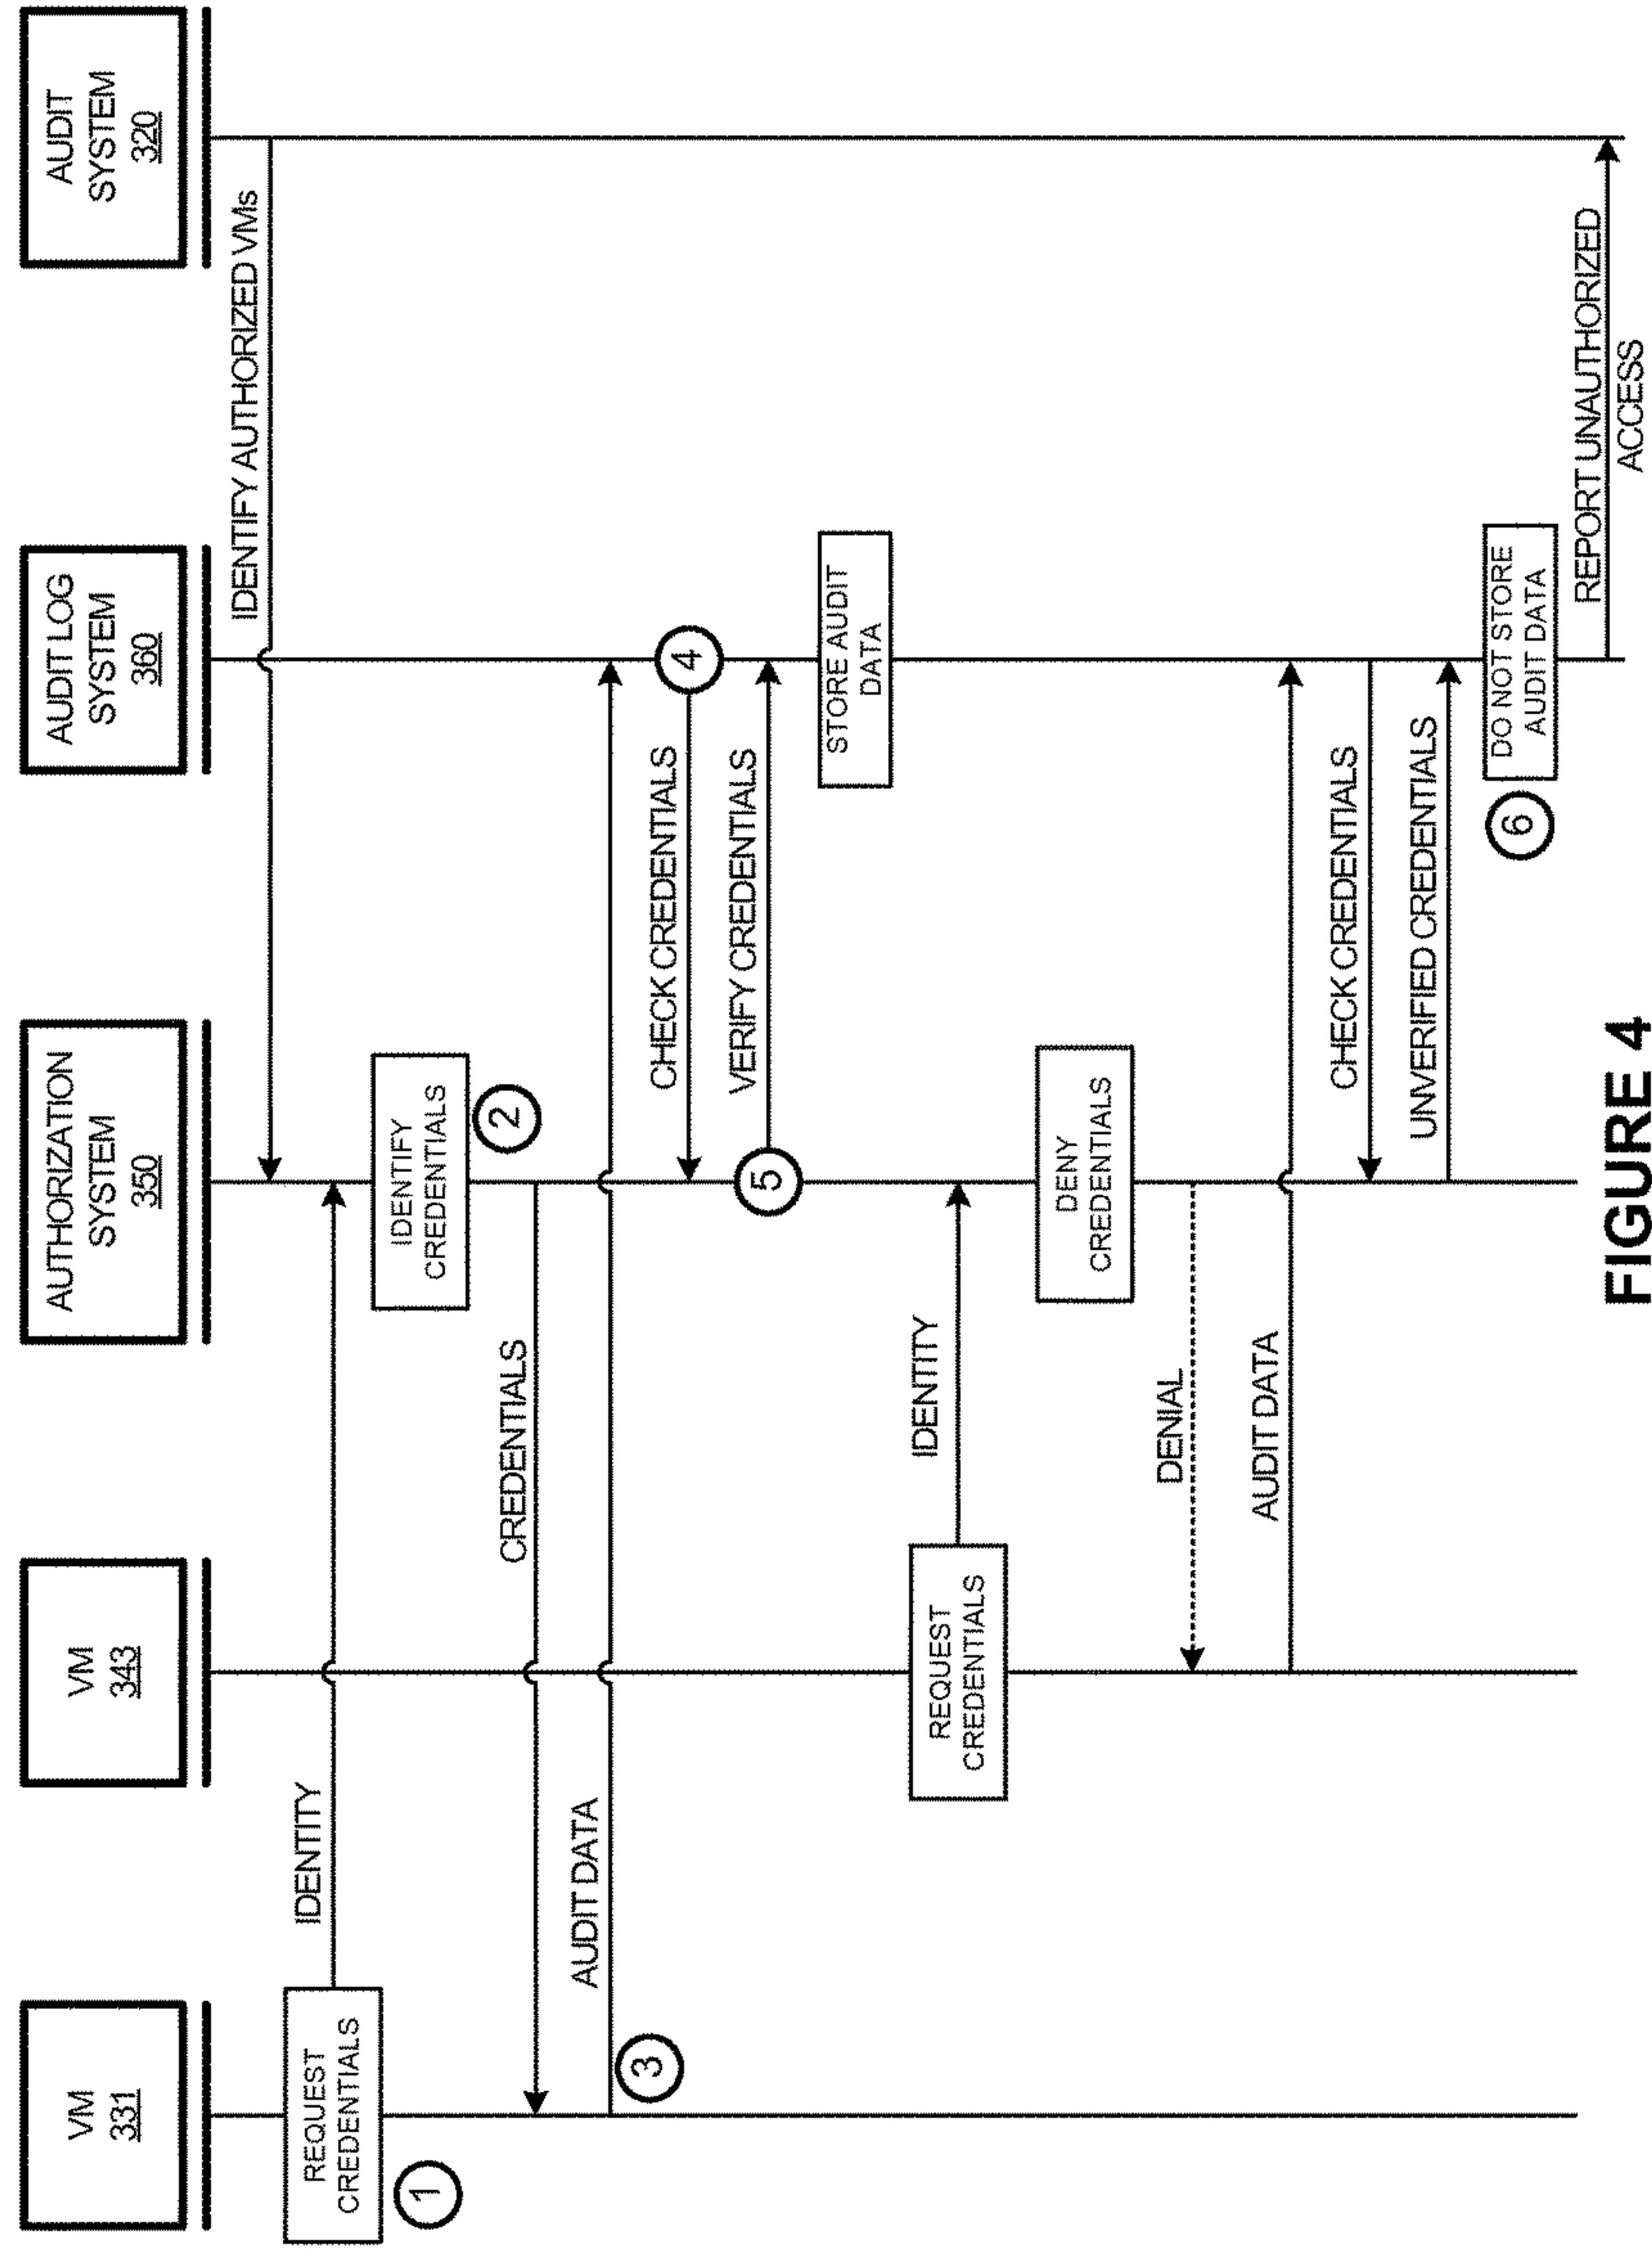 VM
331
VM
343
AUTHORIZATION
SYSTEM
350
AUDIT LOG
SYSTEM
360
AUDIT
SYSTEM
320
IDENTIFY AUTHORIZED VMs
REQUEST
CREDENTIALS
1
IDENTITY
IDENTIFY
CREDENTIALS
2
CREDENTIALS
AUDIT DATA
3
CHECK CREDENTIALS
4
VERIFY CREDENTIALS
5
STORE AUDIT
DATA
REQUEST
CREDENTIALS
IDENTITY
DENY
CREDENTIALS
DENIAL
AUDIT DATA
CHECK CREDENTIALS
UNVERIFIED CREDENTIALS
DO NOT STORE
AUDIT DATA
6
REPORT UNAUTHORIZED
ACCESS
FIGURE 4